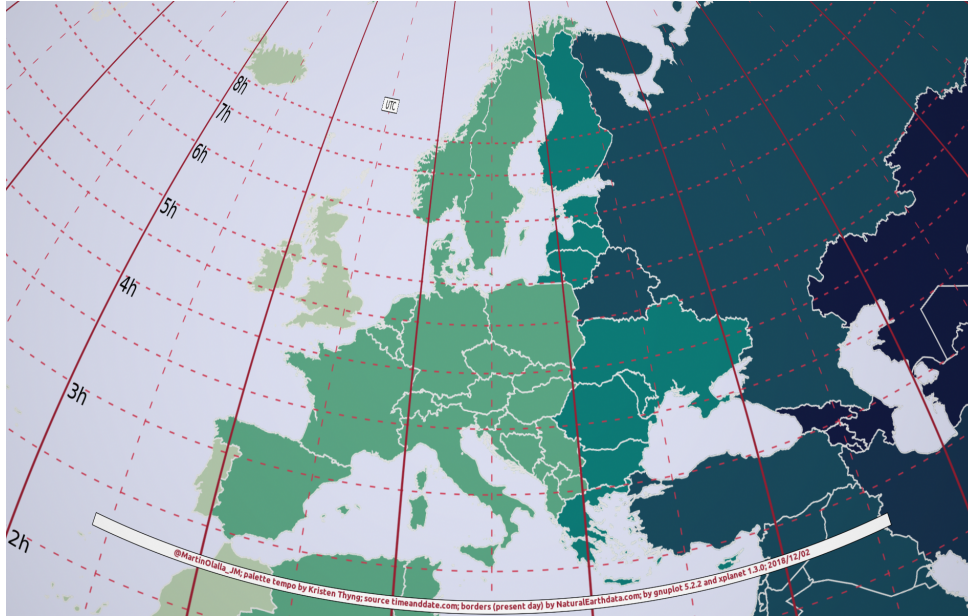 8h
UTC
7h
6h
5h
4h
3h
2h
@MartinOlalla_JM; palette tempo by Kristen Thyng; source timeanddate.com; borders (present day) by NaturalEarthdata.com; by gnuplot 5.2.2 and xplanet 1.3.0; 2018/12/02